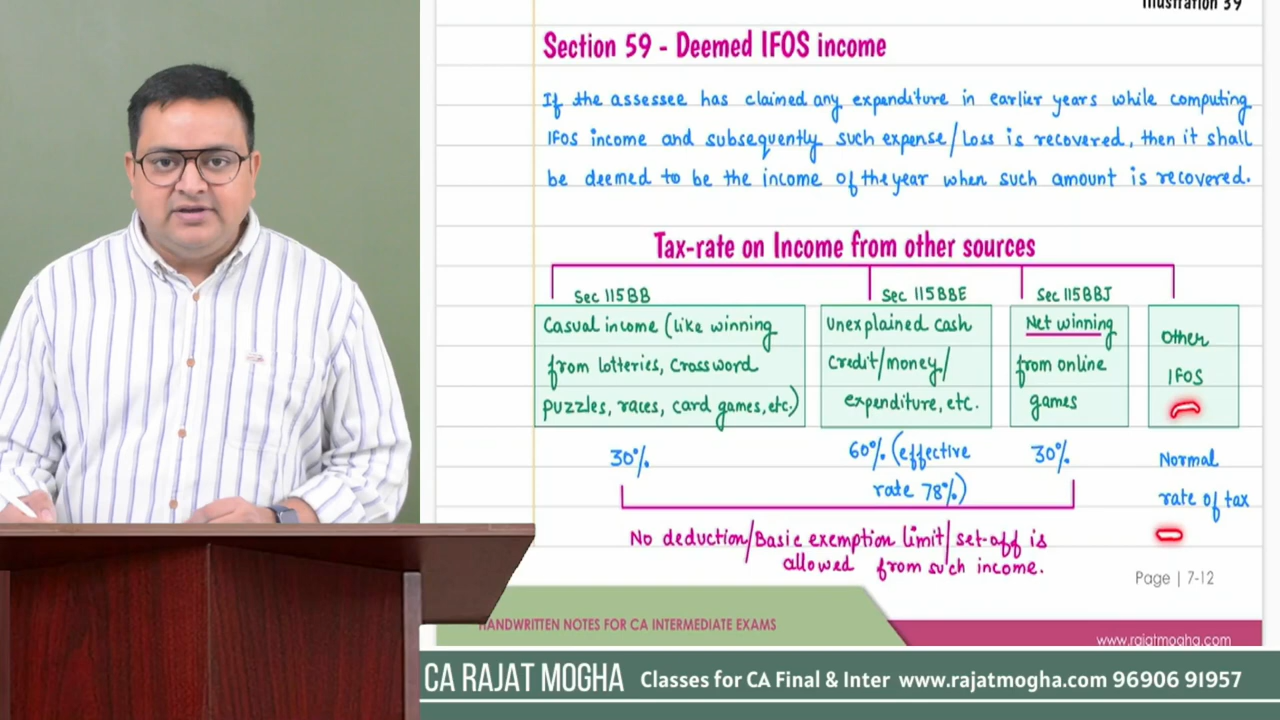 Illustration 39
Section 59 - Deemed IFOS income
If the assessee has claimed any expenditure in earlier years while computing
IFOS income and subsequently such expense/Loss is recovered, then it shall
be deemed to be the income of the year when such amount is recovered.
Tax-rate on Income from other sources
Sec 115BB
Casual income (like winning
from lotteries, crossword
puzzles, races, card games, etc.)
30%
Sec 115BBE
Unexplained cash
credit/money/
expenditure, etc.
60% (effective
rate 78%)
Sec 115BBJ
Net winning
from online
games
30%
Other
IFOS
Normal
rate of tax
No deduction/Basic exemption limit/set-off is
allowed from such income.
Page | 7-12
HANDWRITTEN NOTES FOR CA INTERMEDIATE EXAMS
www.rajatmogha.com
CA RAJAT MOGHA Classes for CA Final & Inter www.rajatmogha.com 96906 91957